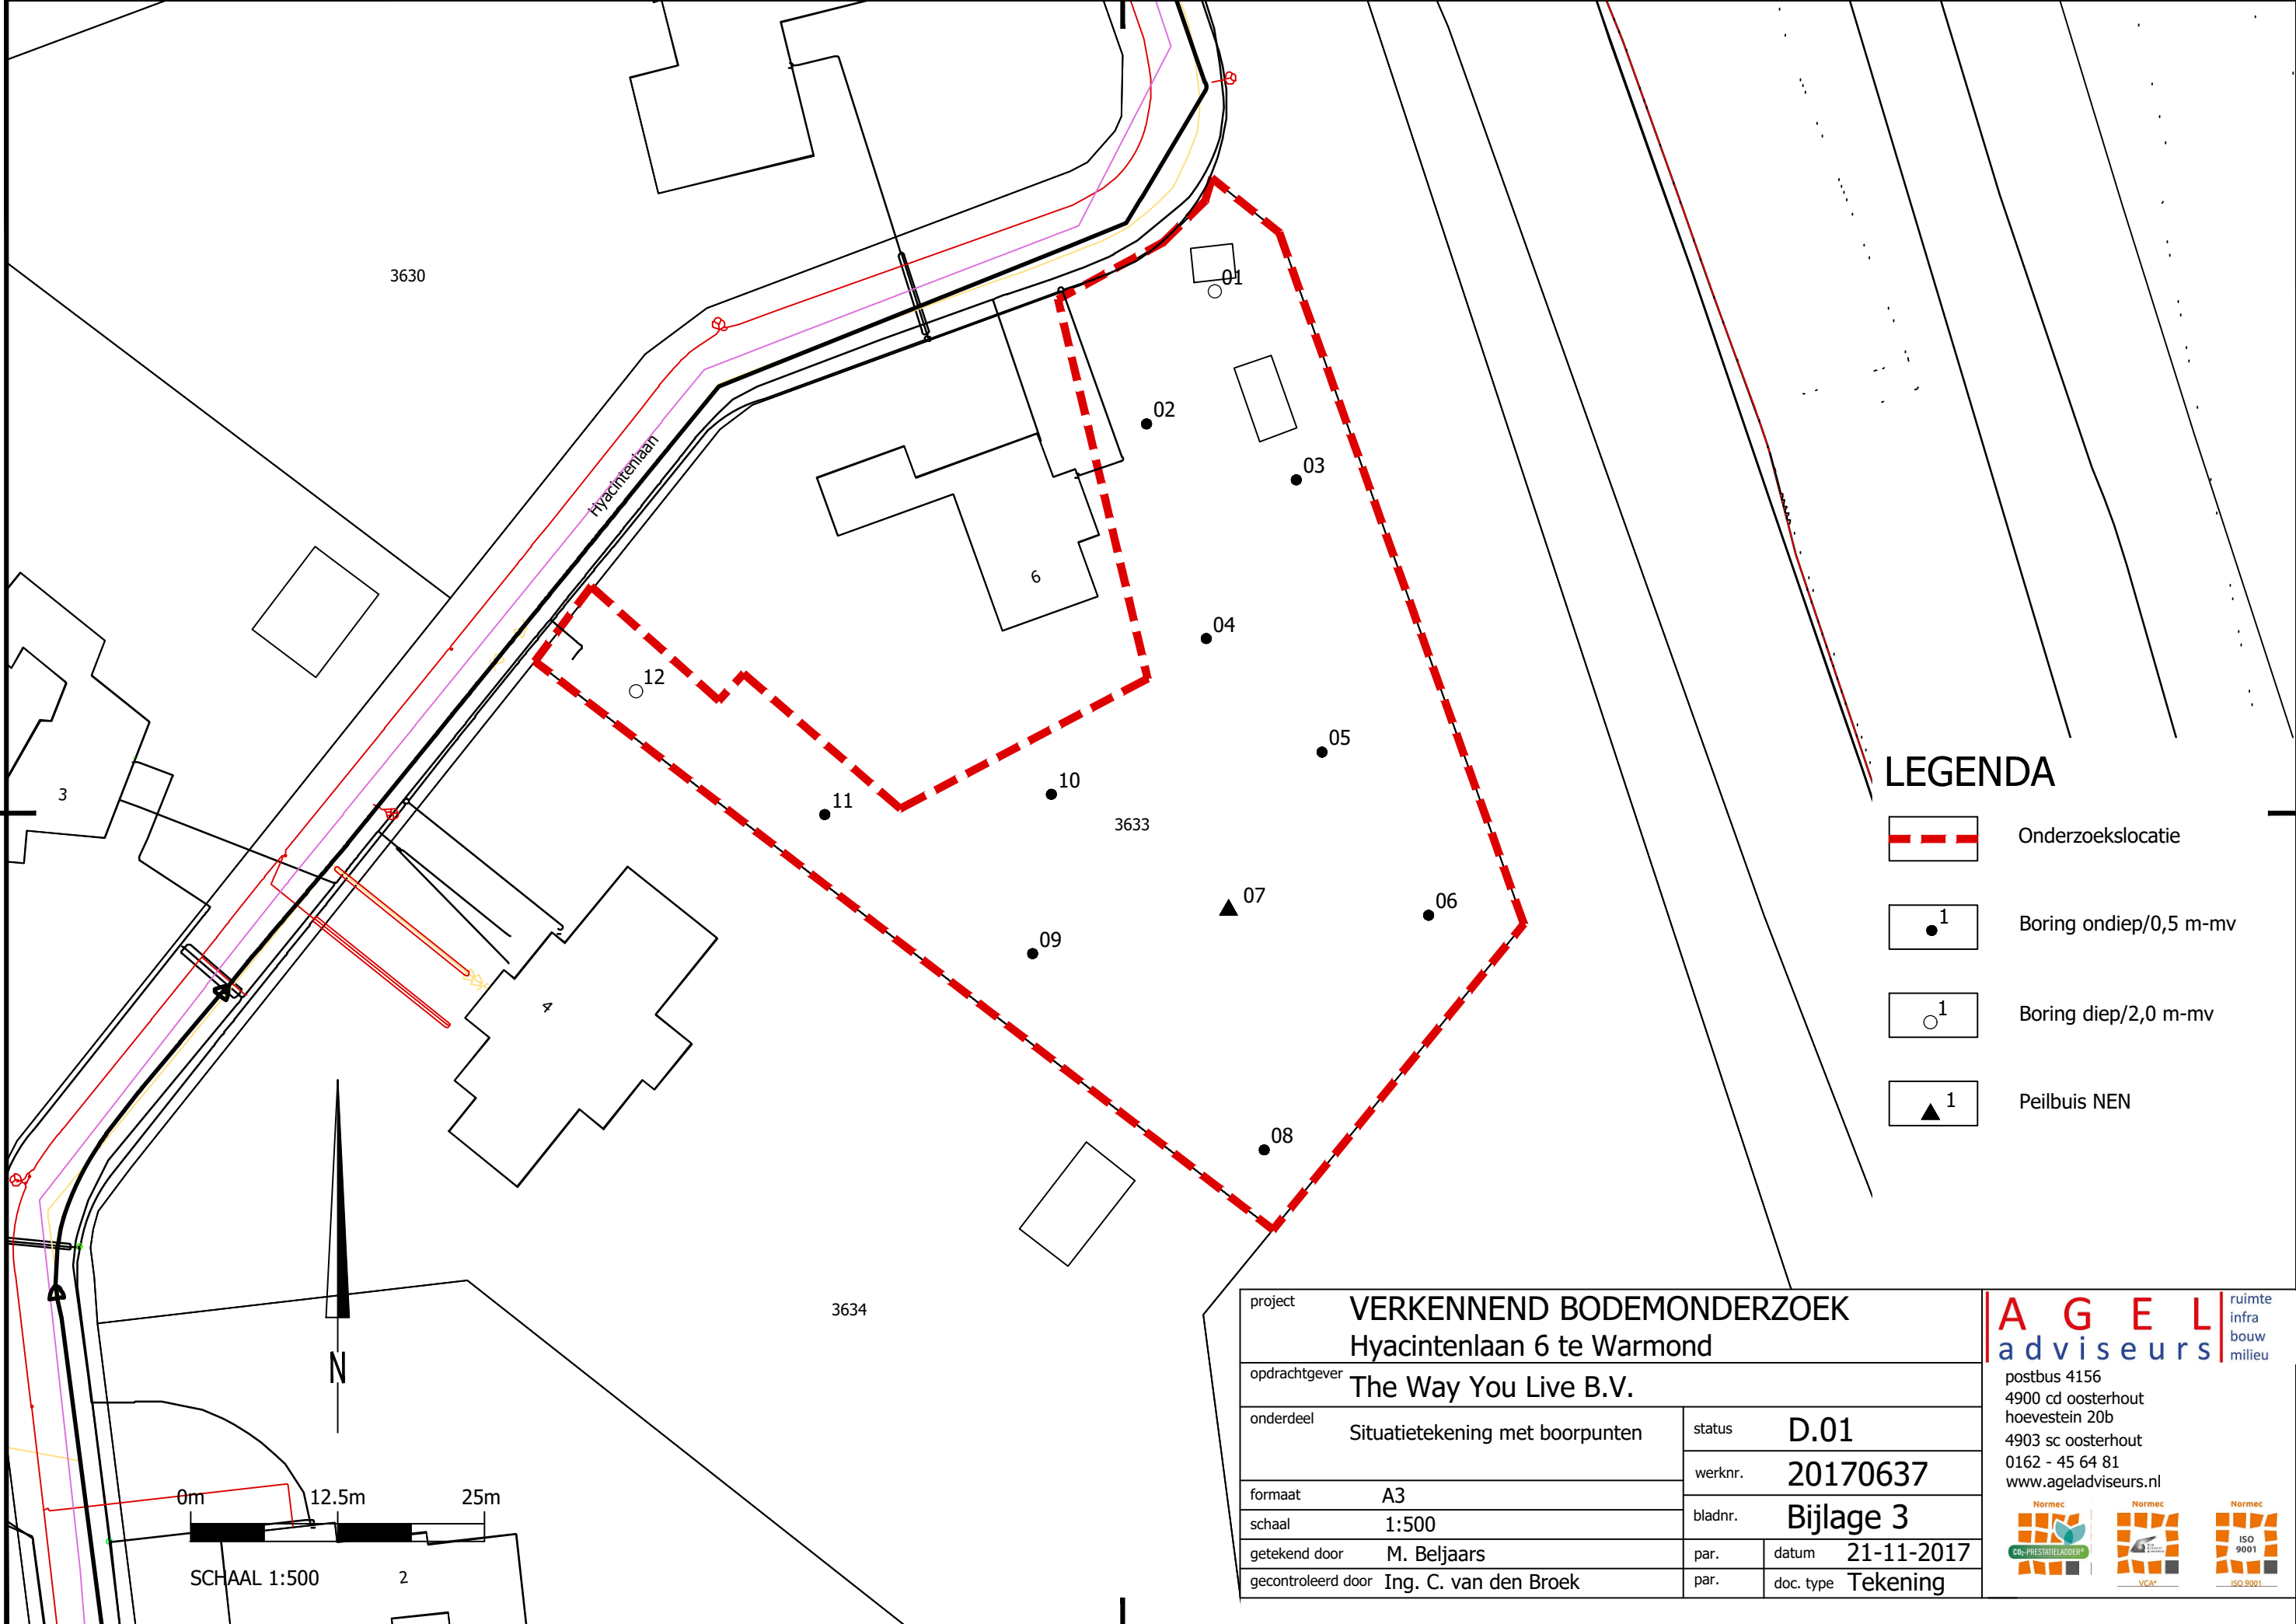 3630
Hyacintenlaan
01
02
03
6
04
12
05
3
10
11
3633
07
06
09
4
08
3634
N
0m 12.5m 25m
SCHAAL 1:500
2
LEGENDA
Onderzoekslocatie
1 Boring ondiep/0,5 m-mv
1 Boring diep/2,0 m-mv
1 Peilbuis NEN
project VERKENNEND BODEMONDERZOEK
Hyacintenlaan 6 te Warmond
opdrachtgever The Way You Live B.V.
onderdeel Situatietekening met boorpunten
status D.01
werknr. 20170637
formaat A3
schaal 1:500
bladnr. Bijlage 3
getekend door M. Beljaars
par. datum 21-11-2017
gecontroleerd door Ing. C. van den Broek
par. doc. type Tekening
AGEL
adviseurs
ruimte
infra
bouw
milieu
postbus 4156
4900 cd oosterhout
hoevestein 20b
4903 sc oosterhout
0162 - 45 64 81
www.ageladviseurs.nl
Normec
CO₂-PRESTATIELADDER
Normec
VCA*
Normec
ISO
9001
ISO 9001